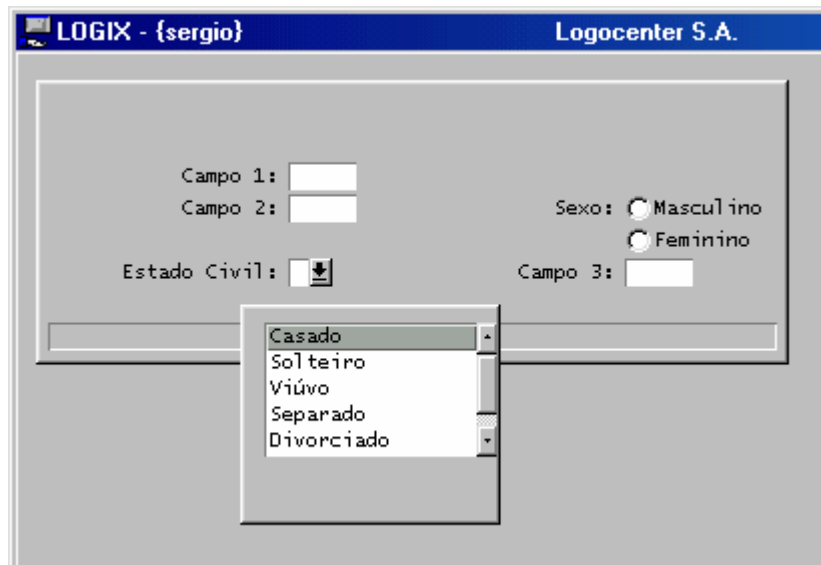 LOGIX - {sergio} Logocenter S.A.
Campo 1:
Campo 2: Sexo: Masculino
Feminino
Estado Civil: Campo 3:
Casado
Solteiro
Viúvo
Separado
Divorciado